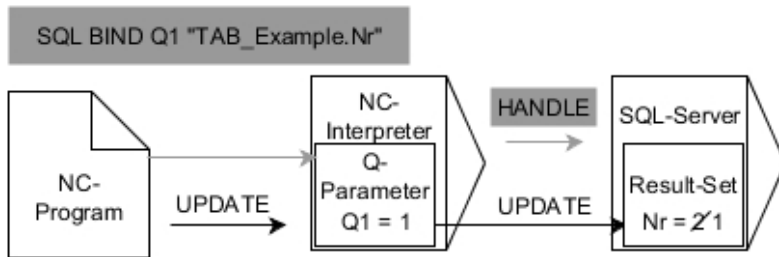 SQL BIND Q1 "TAB_Example.Nr"
NC-
Program
UPDATE
NC-
Interpreter
Q-
Parameter
Q1 = 1
HANDLE
UPDATE
SQL-Server
Result-Set
Nr = 2 1